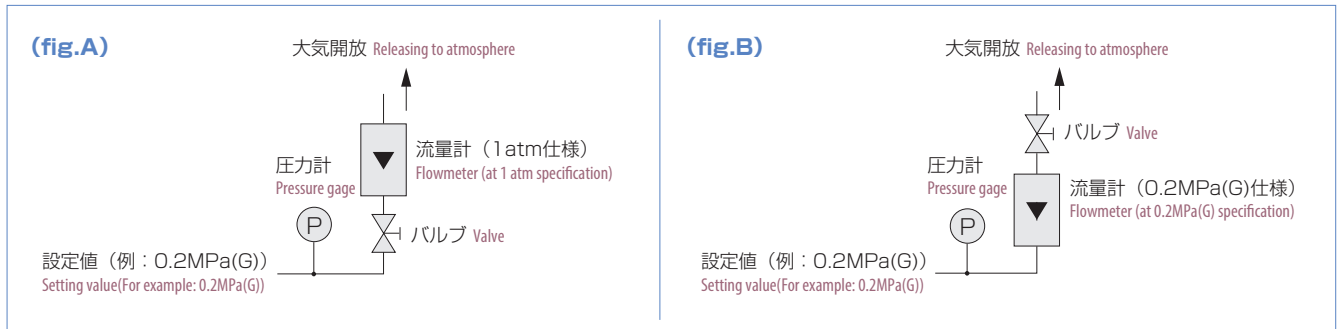 (fig.A)
大気開放 Releasing to atmosphere
流量計（1atm仕様）
Flowmeter (at 1 atm specification)
圧力計
Pressure gage
P
バルブ Valve
設定値（例：0.2MPa(G)）
Setting value(For example: 0.2MPa(G))
(fig.B)
大気開放 Releasing to atmosphere
バルブ Valve
圧力計
Pressure gage
流量計（0.2MPa(G)仕様）
Flowmeter (at 0.2MPa(G) specification)
P
設定値（例：0.2MPa(G)）
Setting value(For example: 0.2MPa(G))